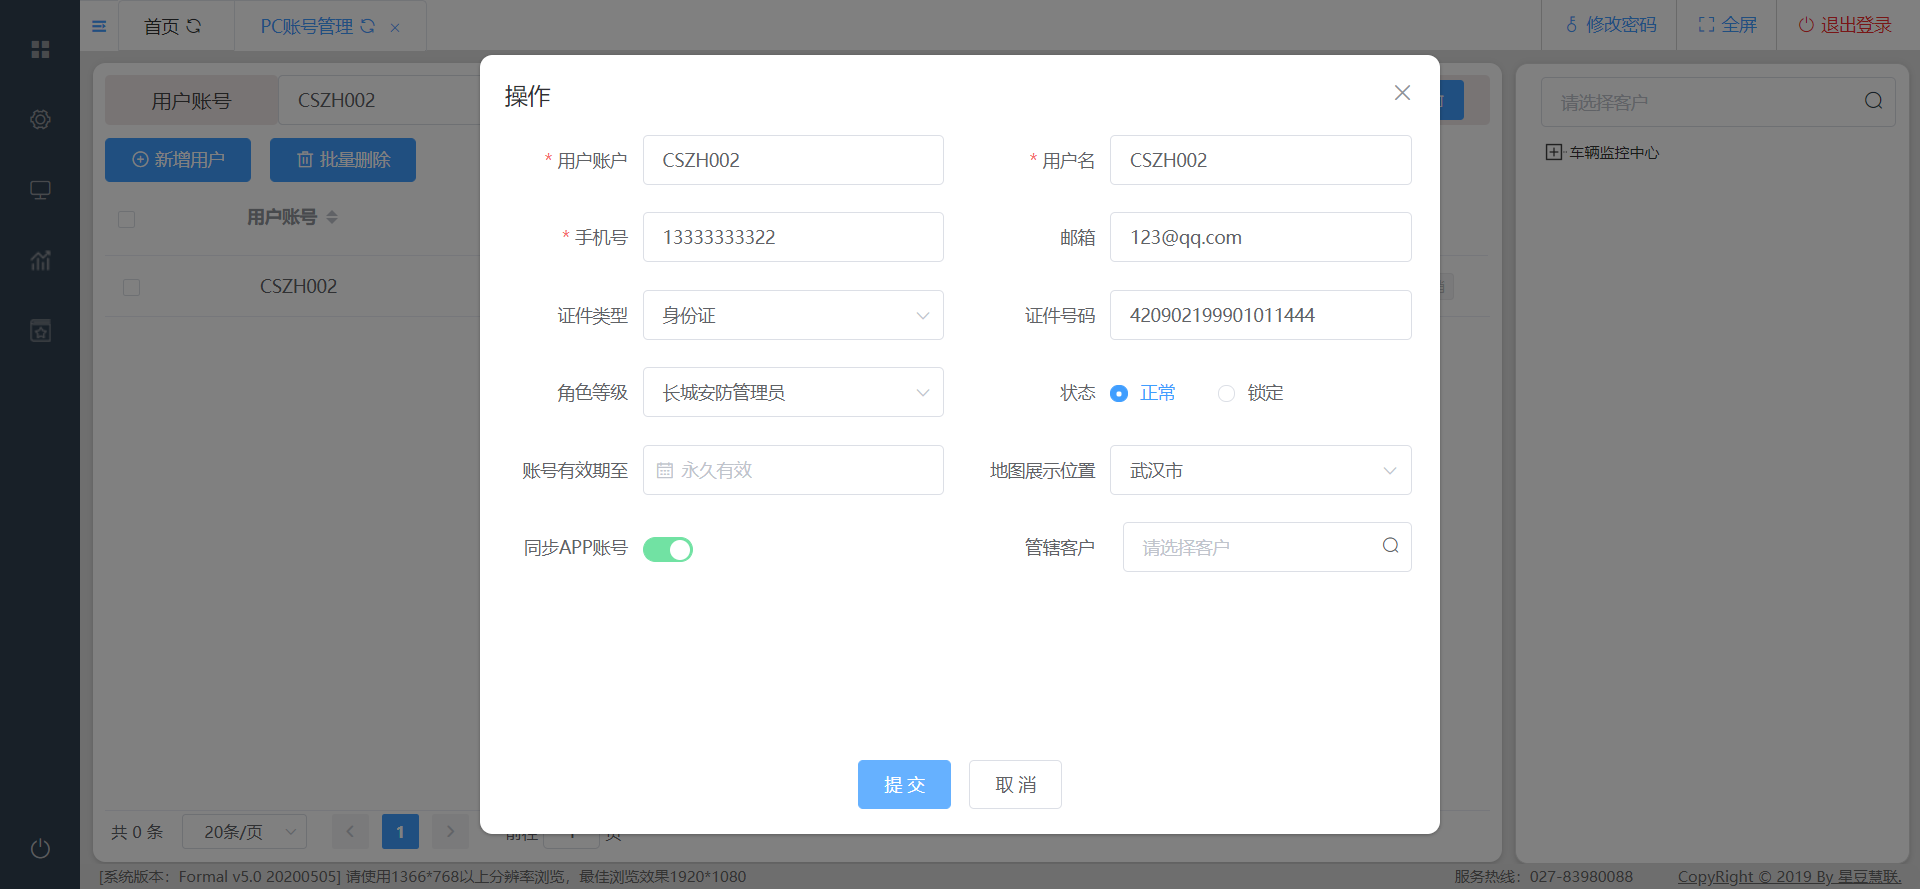 首页
PC账号管理
修改密码
全屏
退出登录
用户账号
CSZH002
新增用户
批量删除
用户账号
CSZH002
操作
* 用户账户
CSZH002
* 用户名
CSZH002
* 手机号
13333333322
邮箱
123@qq.com
证件类型
身份证
证件号码
420902199901011444
角色等级
长城安防管理员
状态
正常
锁定
账号有效期至
永久有效
地图展示位置
武汉市
同步APP账号
管辖客户
请选择客户
提 交
取 消
请选择客户
车辆监控中心
共 0 条
20条/页
1
前往
1
页
[系统版本：Formal v5.0 20200505] 请使用1366*768以上分辨率浏览，最佳浏览效果1920*1080
服务热线：027-83980088
CopyRight © 2019 By 星豆慧联.